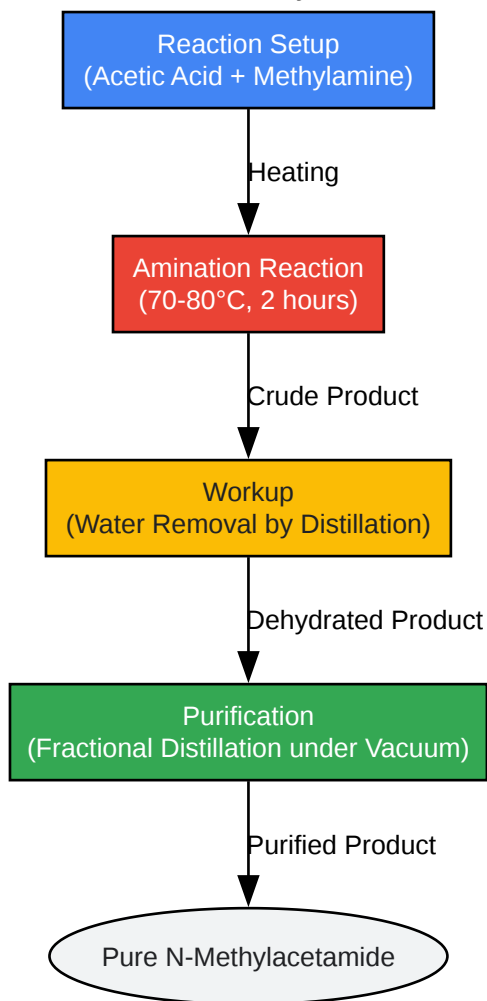 Reaction Setup
(Acetic Acid + Methylamine)
Heating
Amination Reaction
(70-80°C, 2 hours)
Crude Product
Workup
(Water Removal by Distillation)
Dehydrated Product
Purification
(Fractional Distillation under Vacuum)
Purified Product
Pure N-Methylacetamide